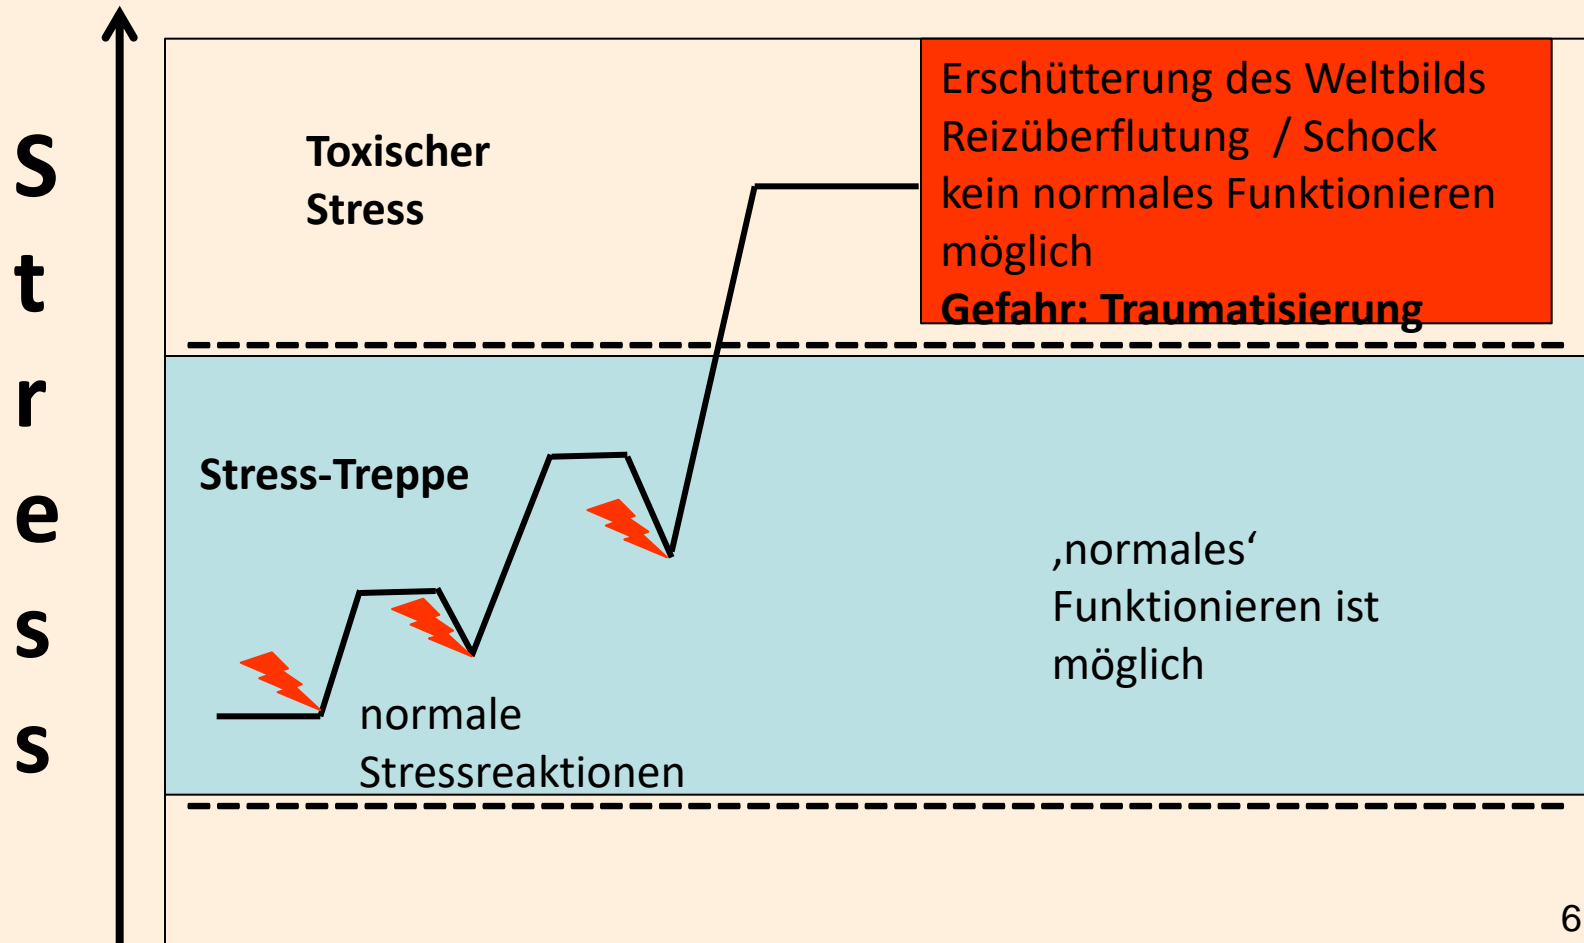 Stress
Toxischer
Stress
Erschütterung des Weltbilds
Reizüberflutung / Schock
kein normales Funktionieren
möglich
Gefahr: Traumatisierung
Stress-Treppe
‚normales‘
Funktionieren ist
möglich
normale
Stressreaktionen
6